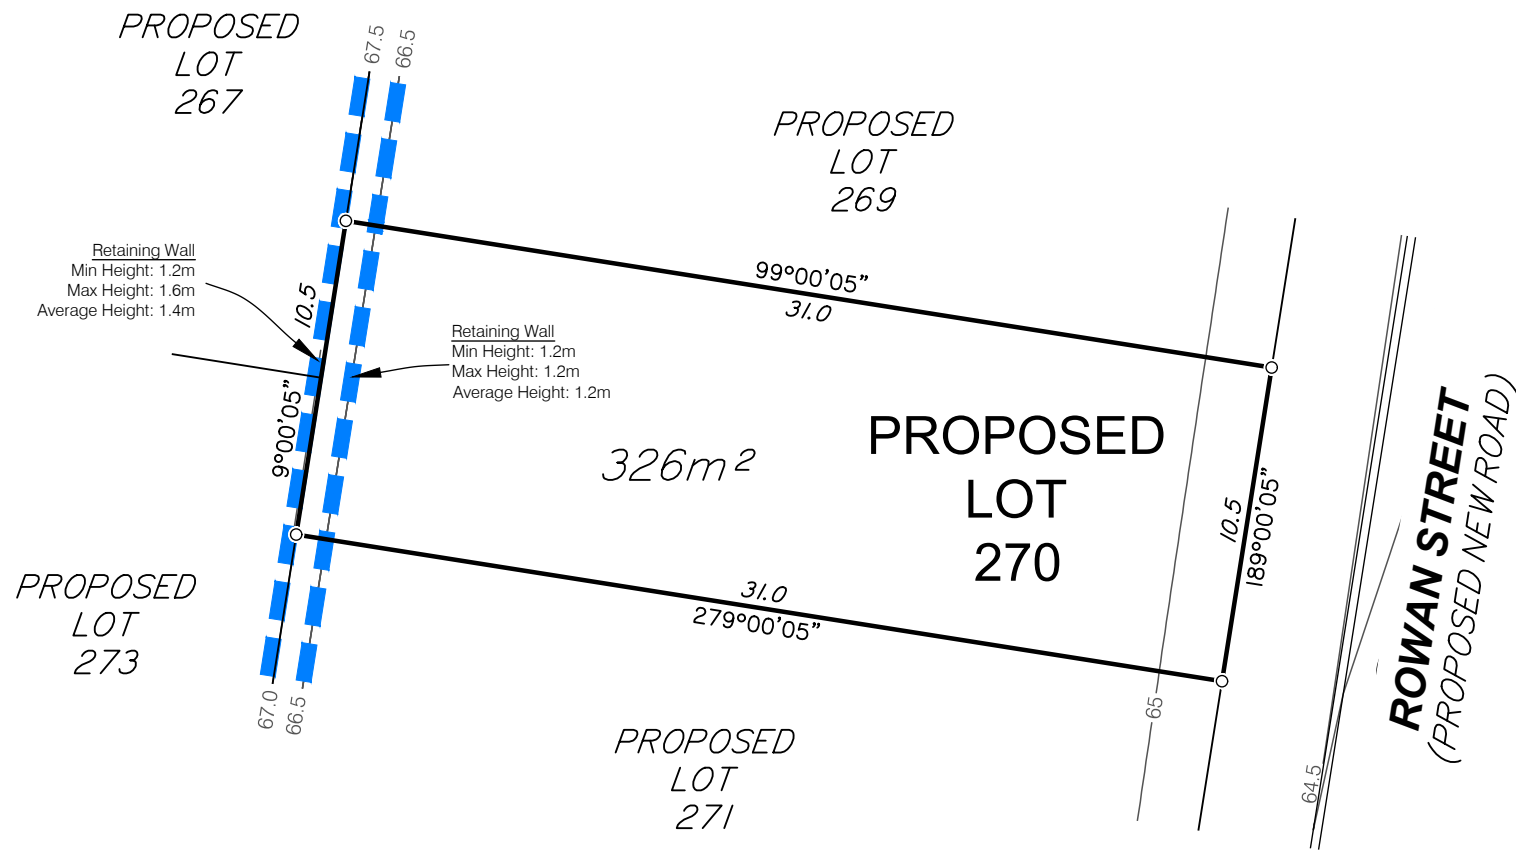 PROPOSED
LOT
267
67.5
66.5
PROPOSED
LOT
269
Retaining Wall
Min Height: 1.2m
Max Height: 1.6m
Average Height: 1.4m
10.5
9°00'05"
Retaining Wall
Min Height: 1.2m
Max Height: 1.2m
Average Height: 1.2m
99°00'05"
31.0
326m²
PROPOSED
LOT
270
10.5
189°00'05"
ROWAN STREET
(PROPOSED NEW ROAD)
31.0
279°00'05"
PROPOSED
LOT
273
67.0
66.5
65
64.5
PROPOSED
LOT
271